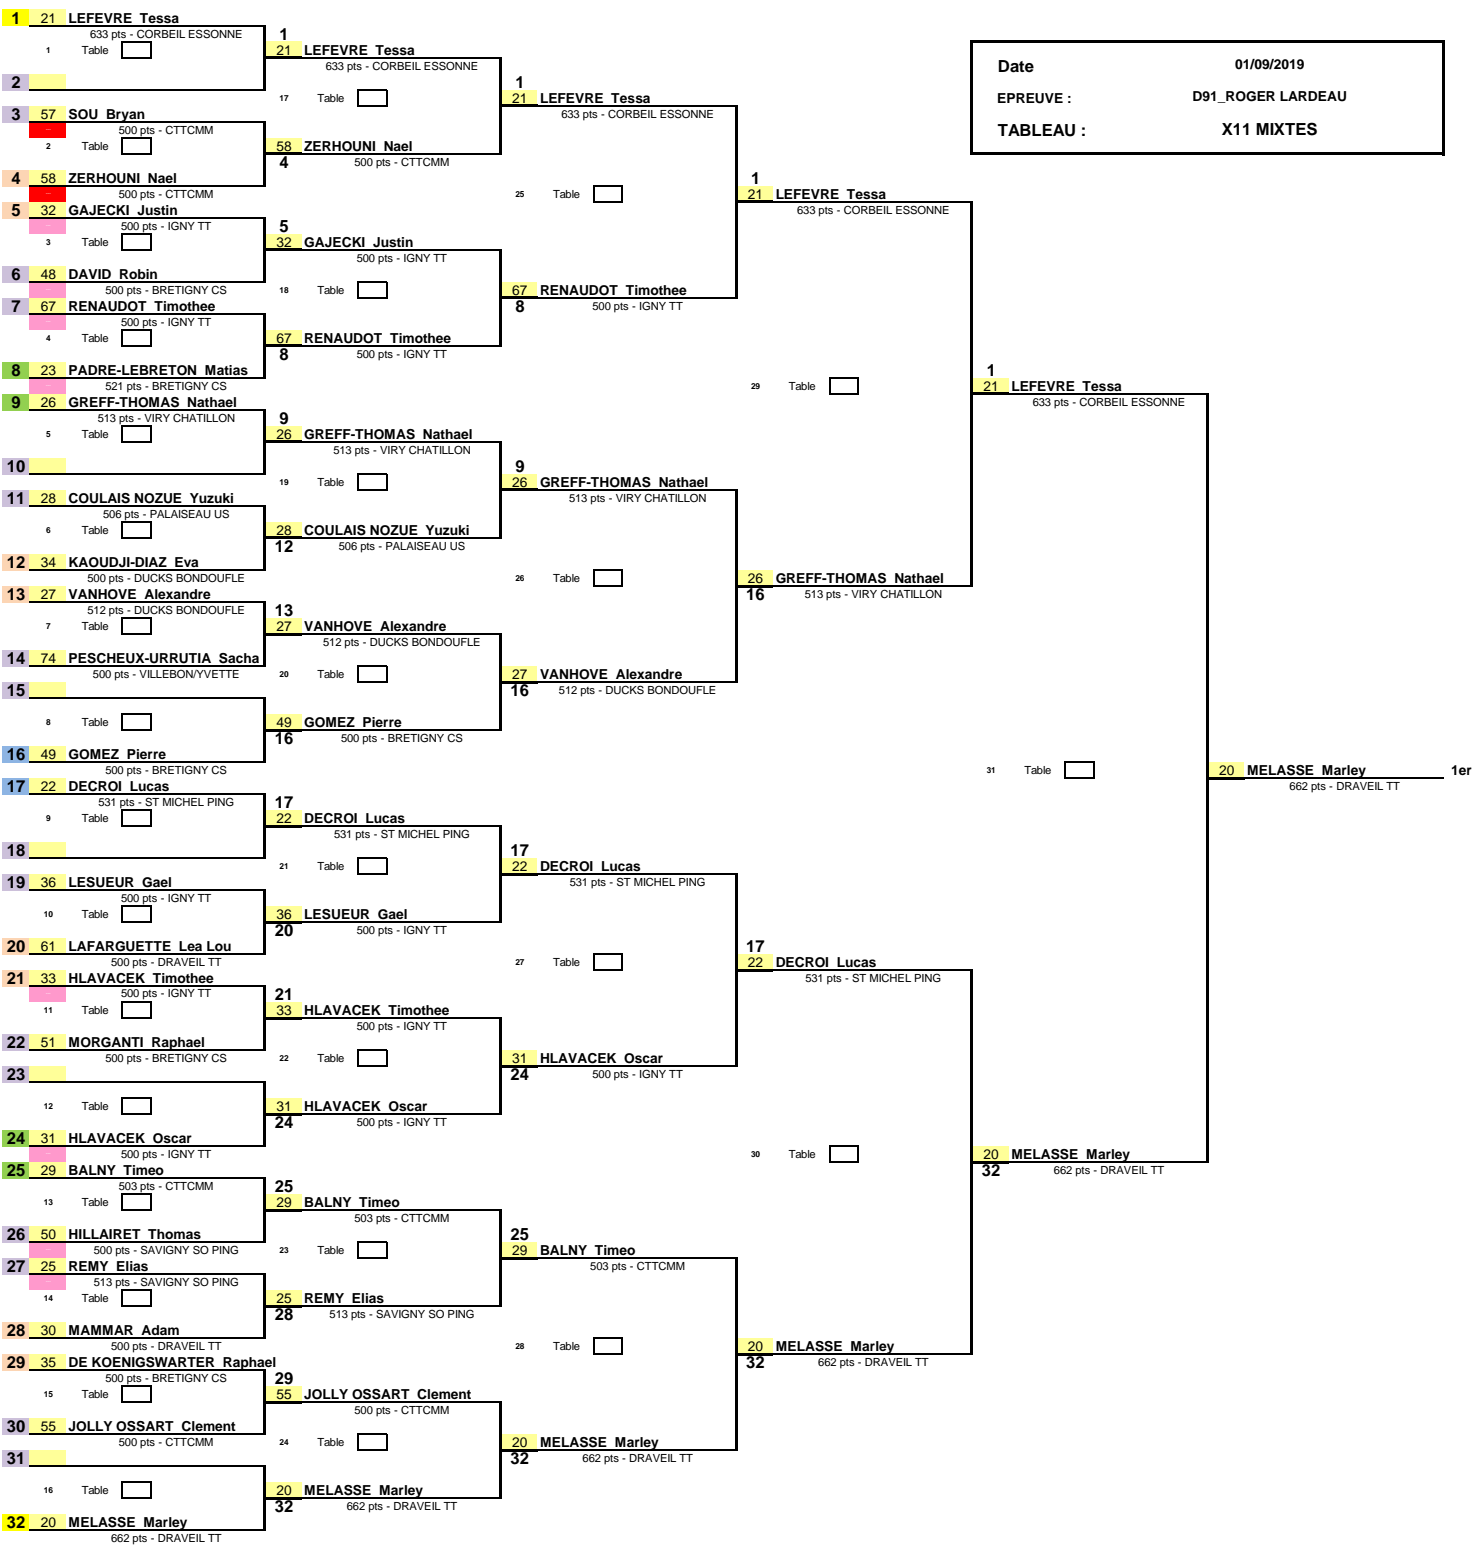 1 21 LEFEVRE Tessa
633 pts - CORBEIL ESSONNE
1 Table
2
3 57 SOU Bryan
500 pts - CTTCMM
2 Table
4 58 ZERHOUNI Nael
500 pts - CTTCMM
5 32 GAJECKI Justin
500 pts - IGNY TT
3 Table
6 48 DAVID Robin
500 pts - BRETIGNY CS
7 67 RENAUDOT Timothee
500 pts - IGNY TT
4 Table
8 23 PADRE-LEBRETON Matias
521 pts - BRETIGNY CS
9 26 GREFF-THOMAS Nathael
513 pts - VIRY CHATILLON
5 Table
10
11 28 COULAIS NOZUE Yuzuki
506 pts - PALAISEAU US
6 Table
12 34 KAOUDJI-DIAZ Eva
500 pts - DUCKS BONDOUFLE
13 27 VANHOVE Alexandre
512 pts - DUCKS BONDOUFLE
7 Table
14 74 PESCHEUX-URRUTIA Sacha
500 pts - VILLEBON/YVETTE
15
8 Table
16 49 GOMEZ Pierre
500 pts - BRETIGNY CS
17 22 DECROI Lucas
531 pts - ST MICHEL PING
9 Table
18
19 36 LESUEUR Gael
500 pts - IGNY TT
10 Table
20 61 LAFARGUETTE Lea Lou
500 pts - DRAVEIL TT
21 33 HLAVACEK Timothee
500 pts - IGNY TT
11 Table
22 51 MORGANTI Raphael
500 pts - BRETIGNY CS
23
12 Table
24 31 HLAVACEK Oscar
500 pts - IGNY TT
25 29 BALNY Timeo
503 pts - CTTCMM
13 Table
26 50 HILLAIRET Thomas
500 pts - SAVIGNY SO PING
27 25 REMY Elias
513 pts - SAVIGNY SO PING
14 Table
28 30 MAMMAR Adam
500 pts - DRAVEIL TT
29 35 DE KOENIGSWARTER Raphael
500 pts - BRETIGNY CS
15 Table
30 55 JOLLY OSSART Clement
500 pts - CTTCMM
31
16 Table
32 20 MELASSE Marley
662 pts - DRAVEIL TT
1
21 LEFEVRE Tessa
633 pts - CORBEIL ESSONNE
17 Table
58 ZERHOUNI Nael
4 500 pts - CTTCMM
5
32 GAJECKI Justin
500 pts - IGNY TT
18 Table
67 RENAUDOT Timothee
8 500 pts - IGNY TT
9
26 GREFF-THOMAS Nathael
513 pts - VIRY CHATILLON
19 Table
28 COULAIS NOZUE Yuzuki
12 506 pts - PALAISEAU US
13
27 VANHOVE Alexandre
512 pts - DUCKS BONDOUFLE
20 Table
49 GOMEZ Pierre
16 500 pts - BRETIGNY CS
17
22 DECROI Lucas
531 pts - ST MICHEL PING
21 Table
36 LESUEUR Gael
20 500 pts - IGNY TT
21
33 HLAVACEK Timothee
500 pts - IGNY TT
22 Table
31 HLAVACEK Oscar
24 500 pts - IGNY TT
25
29 BALNY Timeo
503 pts - CTTCMM
23 Table
25 REMY Elias
28 513 pts - SAVIGNY SO PING
29
55 JOLLY OSSART Clement
500 pts - CTTCMM
24 Table
20 MELASSE Marley
32 662 pts - DRAVEIL TT
1
21 LEFEVRE Tessa
633 pts - CORBEIL ESSONNE
25 Table
67 RENAUDOT Timothee
8 500 pts - IGNY TT
9
26 GREFF-THOMAS Nathael
513 pts - VIRY CHATILLON
26 Table
27 VANHOVE Alexandre
16 512 pts - DUCKS BONDOUFLE
17
22 DECROI Lucas
531 pts - ST MICHEL PING
27 Table
31 HLAVACEK Oscar
24 500 pts - IGNY TT
25
29 BALNY Timeo
503 pts - CTTCMM
28 Table
20 MELASSE Marley
32 662 pts - DRAVEIL TT
1
21 LEFEVRE Tessa
633 pts - CORBEIL ESSONNE
29 Table
26 GREFF-THOMAS Nathael
16 513 pts - VIRY CHATILLON
17
22 DECROI Lucas
531 pts - ST MICHEL PING
30 Table
20 MELASSE Marley
32 662 pts - DRAVEIL TT
Date 01/09/2019
EPREUVE : D91_ROGER LARDEAU
TABLEAU : X11 MIXTES
1
21 LEFEVRE Tessa
633 pts - CORBEIL ESSONNE
31 Table
20 MELASSE Marley
32 662 pts - DRAVEIL TT
20 MELASSE Marley 1er
662 pts - DRAVEIL TT